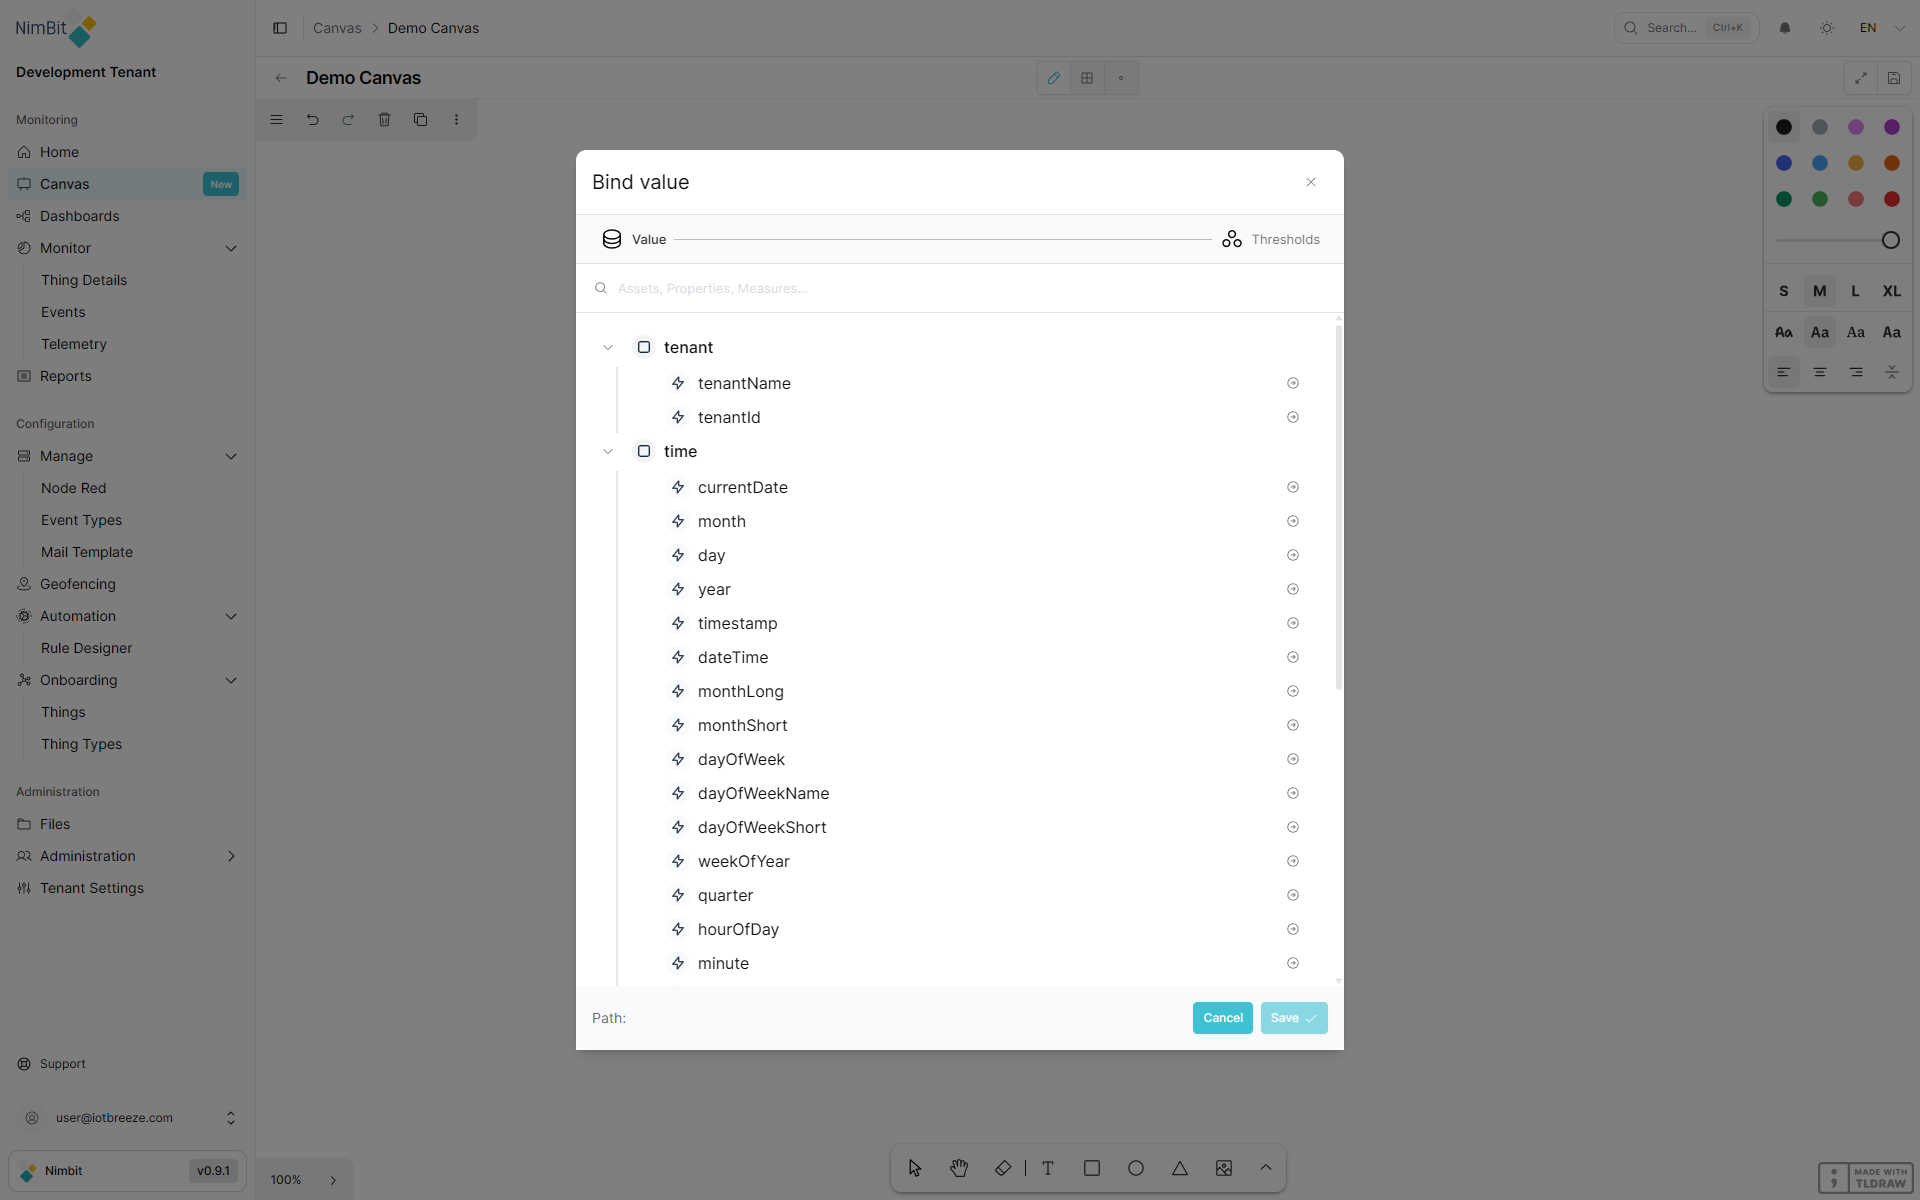 NimBit
Development Tenant
Monitoring
Home
Canvas
New
Dashboards
Monitor
Thing Details
Events
Telemetry
Reports
Configuration
Manage
Node Red
Event Types
Mail Template
Geofencing
Automation
Rule Designer
Onboarding
Things
Thing Types
Administration
Files
Administration
Tenant Settings
Support
user@iotbreeze.com
Nimbit
v0.9.1
Canvas
Demo Canvas
Search...
Ctrl+K
EN
Demo Canvas
Bind value
Value
Thresholds
Assets, Properties, Measures...
tenant
tenantName
tenantId
time
currentDate
month
day
year
timestamp
dateTime
monthLong
monthShort
dayOfWeek
dayOfWeekName
dayOfWeekShort
weekOfYear
quarter
hourOfDay
minute
Path:
Cancel
Save
S M L XL
Aa Aa Aa Aa
100%
T
MADE WITH
TLDRAW